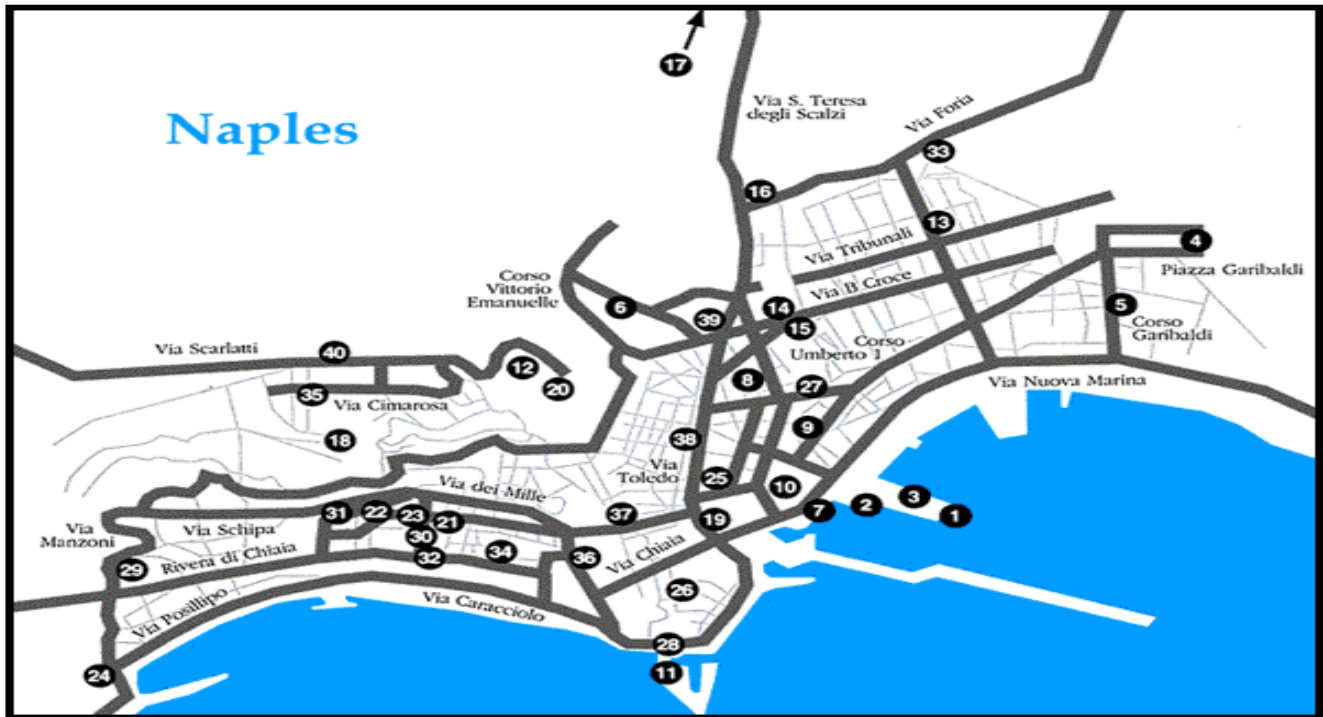 17
Via S. Teresa
degli Scalzi
Naples
Via Foria
33
16
13
Via Tribunali
4
Piazza Garibaldi
Corso
Vittorio
Emanuelle
Via B Croce
6
39
14
15
5
Corso
Garibaldi
Corso
Umberto 1
Via Scarlatti
40
12
20
8
27
Via Nuova Marina
35
Via Cimarosa
18
38
9
Via
Toledo
25
10
Via dei Mille
3
2
1
7
31
22
23
21
37
19
Via
Manzoni
Via Schipa
30
32
34
36
Via Chiaia
29
Rivera di Chiaia
26
Via Posillipo
Via Caracciolo
28
24
11